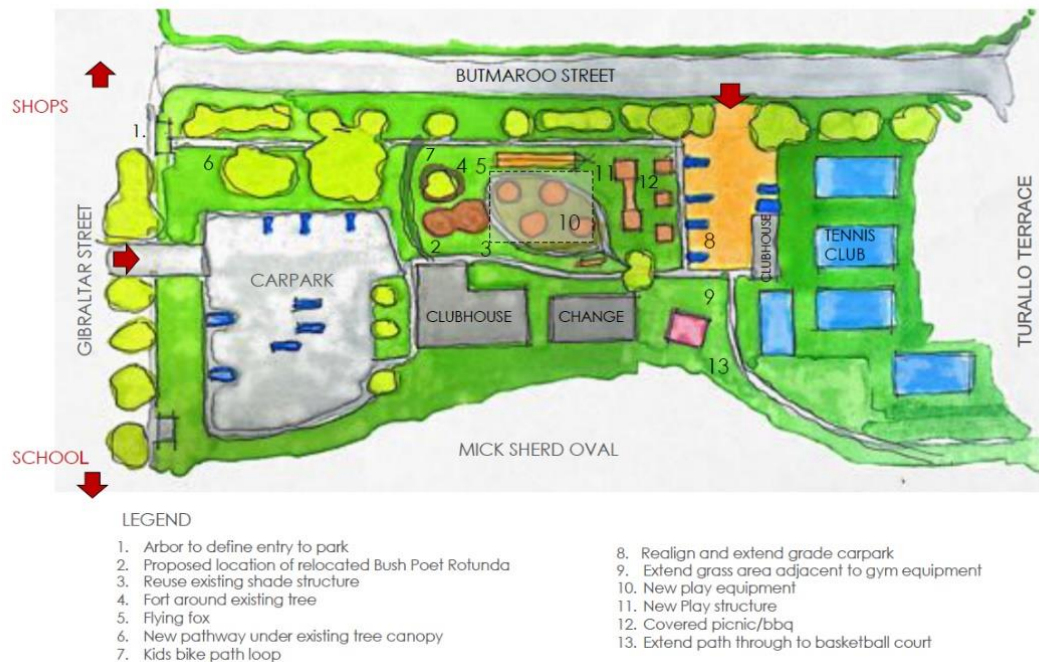 BUTMAROO STREET
SHOPS
1.
6
7
4
5
11
12
GIBRALTAR STREET
2
3
10
8
CLUBHOUSE
TENNIS
CLUB
TURALLO TERRACE
CARPARK
CLUBHOUSE
CHANGE
9
13
MICK SHERD OVAL
SCHOOL
LEGEND
1. Arbor to define entry to park
2. Proposed location of relocated Bush Poet Rotunda
3. Reuse existing shade structure
4. Fort around existing tree
5. Flying fox
6. New pathway under existing tree canopy
7. Kids bike path loop
8. Realign and extend grade carpark
9. Extend grass area adjacent to gym equipment
10. New play equipment
11. New Play structure
12. Covered picnic/bbq
13. Extend path through to basketball court